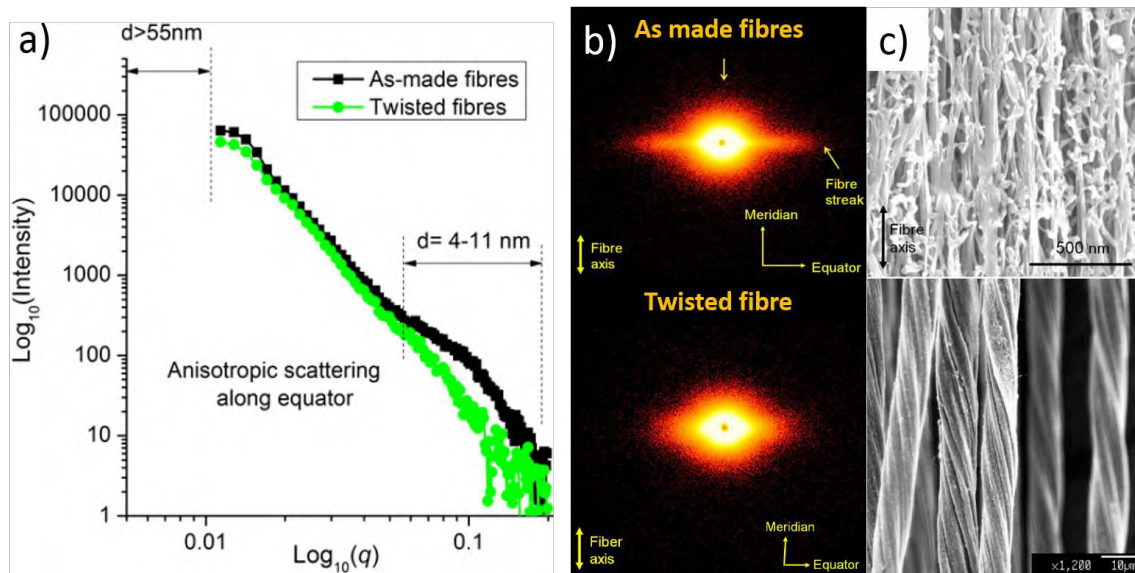 a)
d>55nm
As-made fibres
Twisted fibres
d= 4-11 nm
Anisotropic scattering
along equator
Log10(Intensity)
100000
10000
1000
100
10
1
0.01
0.1
Log10(q)
b)
As made fibres
Fibre
streak
Meridian
Equator
Fibre
axis
Twisted fibre
Meridian
Equator
Fiber
axis
c)
Fibre
axis
500 nm
×1,200
10µm